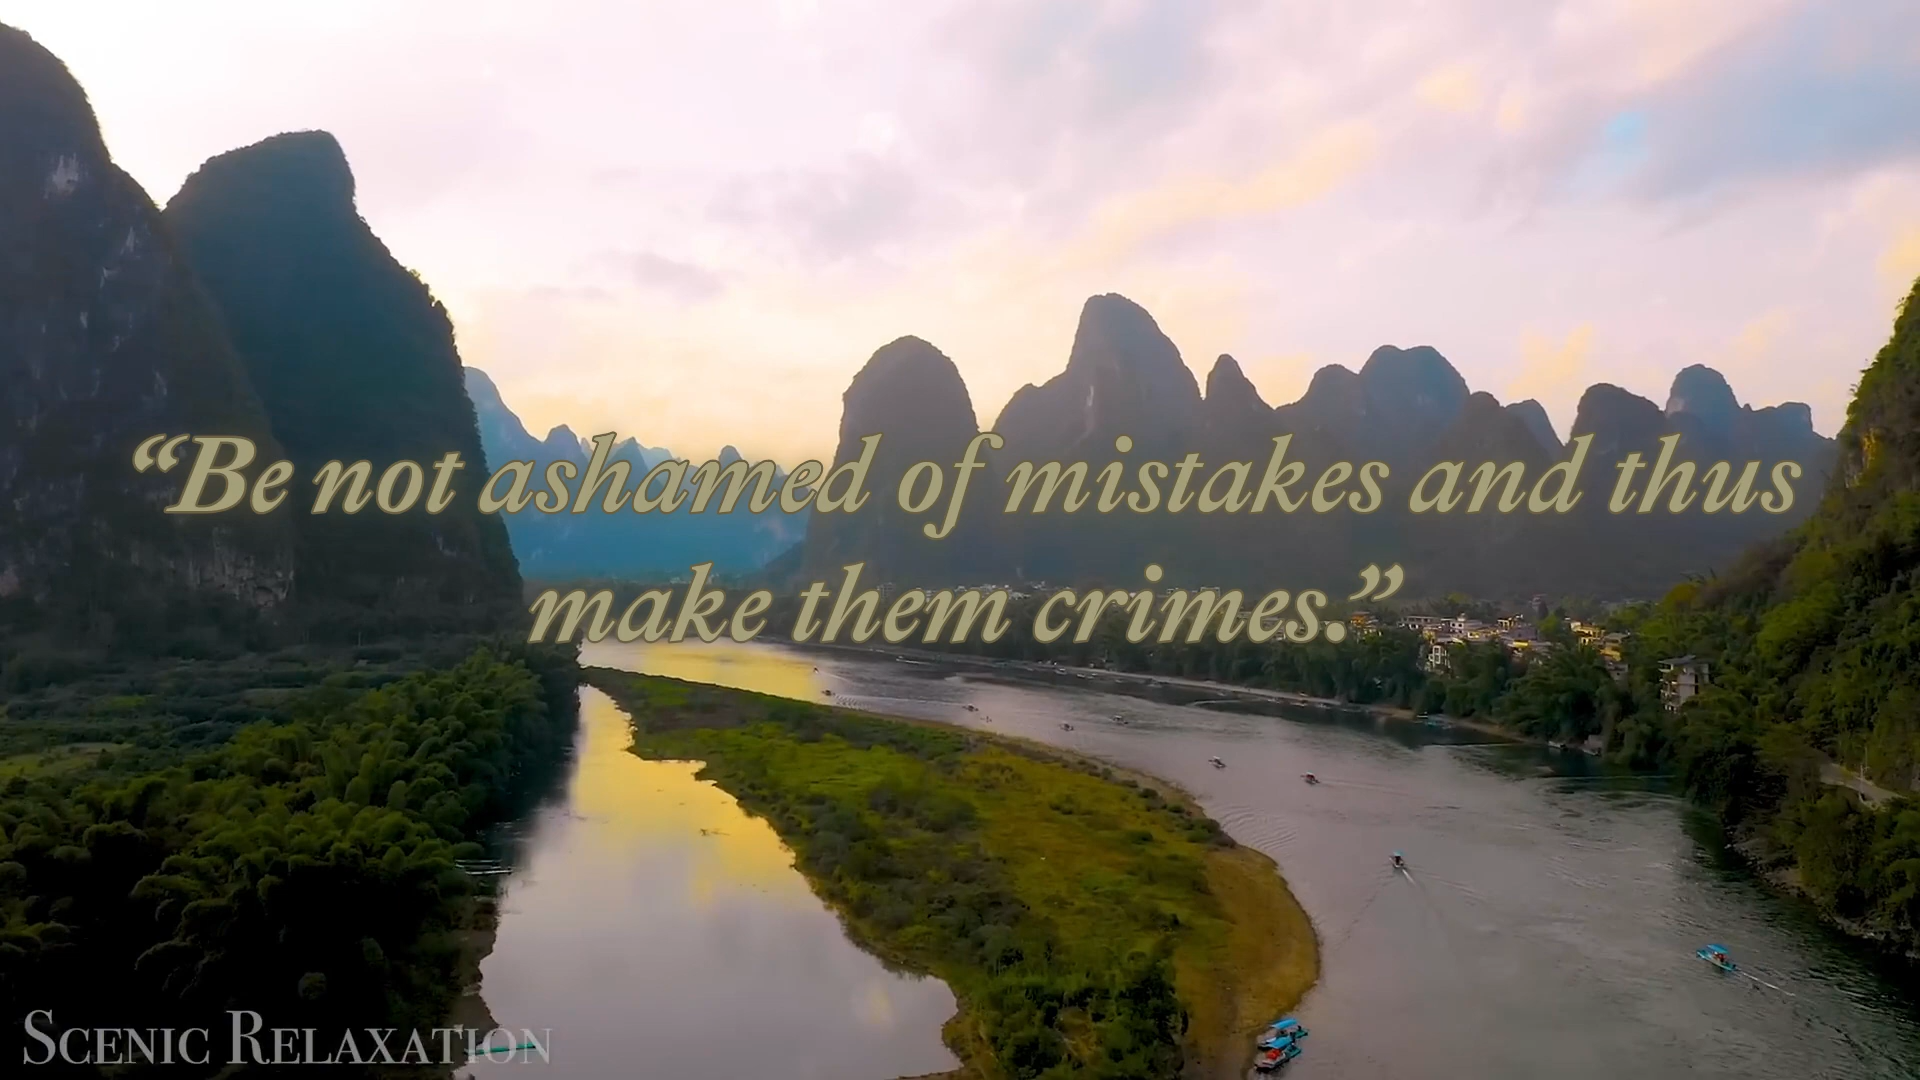 “Be not ashamed of mistakes and thus
make them crimes.”
SCENIC RELAXATION